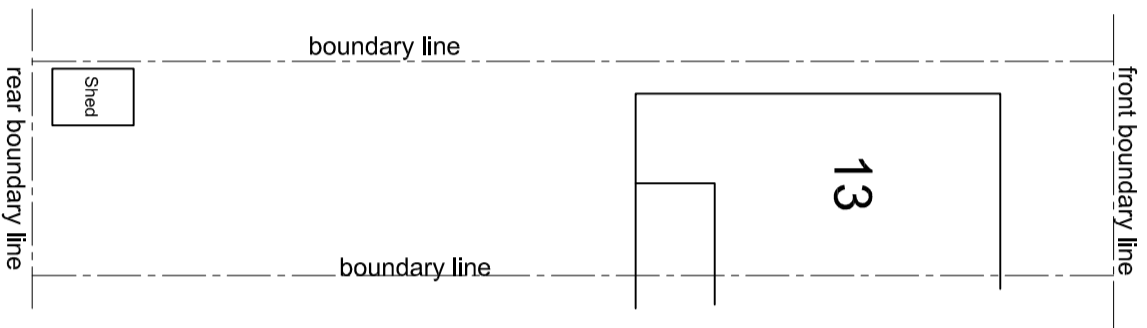 boundary line
rear boundary line
Shed
13
front boundary line
boundary line